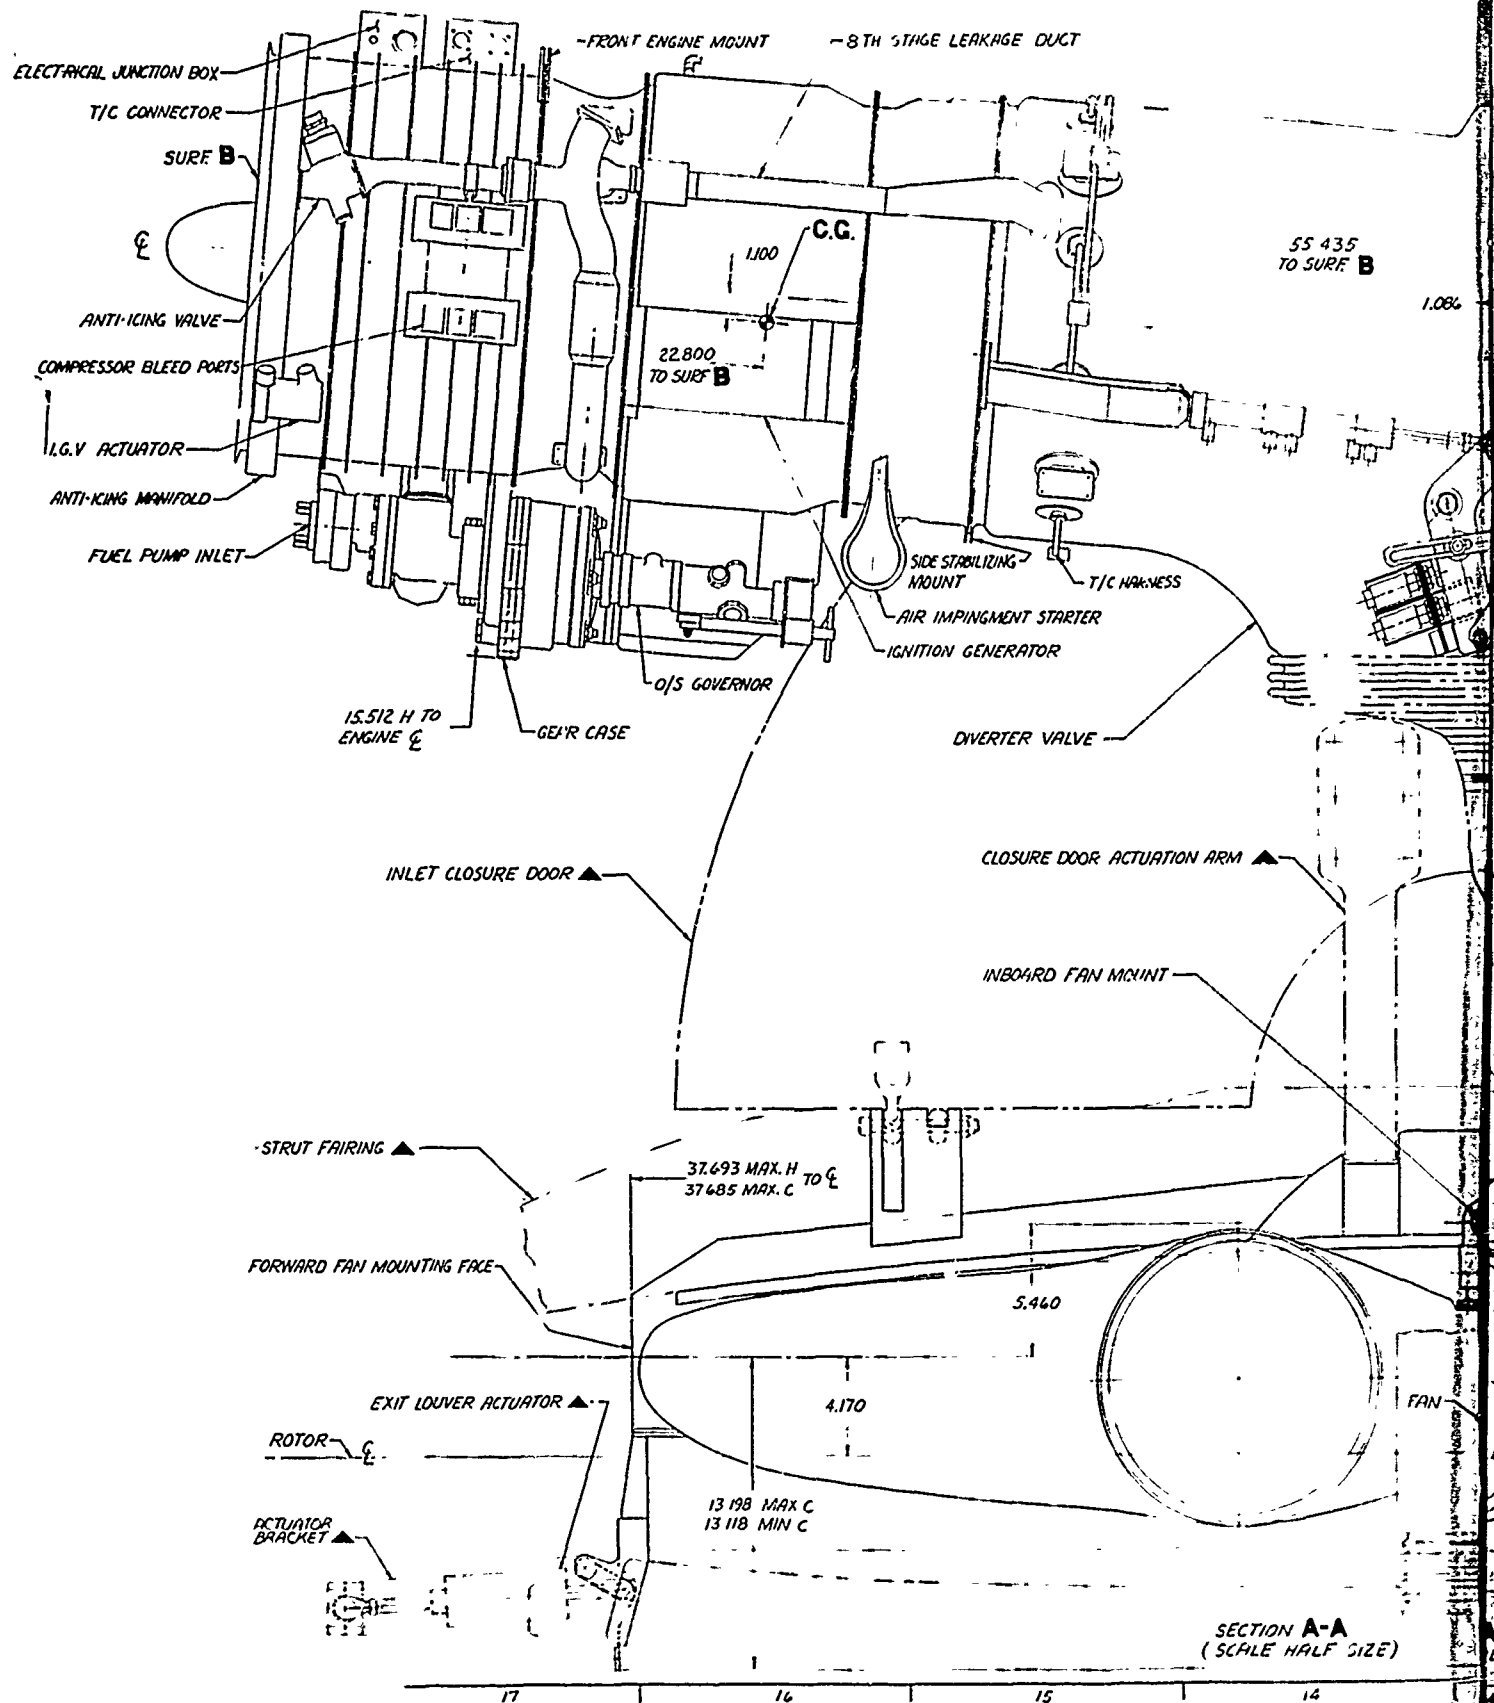 FRONT ENGINE MOUNT
8TH STAGE LEAKAGE DUCT
ELECTRICAL JUNCTION BOX
T/C CONNECTOR
SURF. B
C.G.
1.100
55 435
TO SURF. B
1.086
℄
ANTI-ICING VALVE
COMPRESSOR BLEED PORTS
22.800
TO SURF B
I.G.V ACTUATOR
ANTI-ICING MANIFOLD
FUEL PUMP INLET
SIDE STABILIZING
MOUNT
T/C HARNESS
AIR IMPINGMENT STARTER
IGNITION GENERATOR
O/S GOVERNOR
15.512 H TO
ENGINE ℄
GEAR CASE
DIVERTER VALVE
INLET CLOSURE DOOR ▲
CLOSURE DOOR ACTUATION ARM ▲
INBOARD FAN MOUNT
STRUT FAIRING ▲
37.693 MAX. H
37.685 MAX. C
TO ℄
FORWARD FAN MOUNTING FACE
5.460
EXIT LOUVER ACTUATOR ▲
4.170
FAN
ROTOR ℄
13 198 MAX C
13 118 MIN C
ACTUATOR
BRACKET ▲
SECTION A-A
(SCALE HALF SIZE)
17
16
15
14